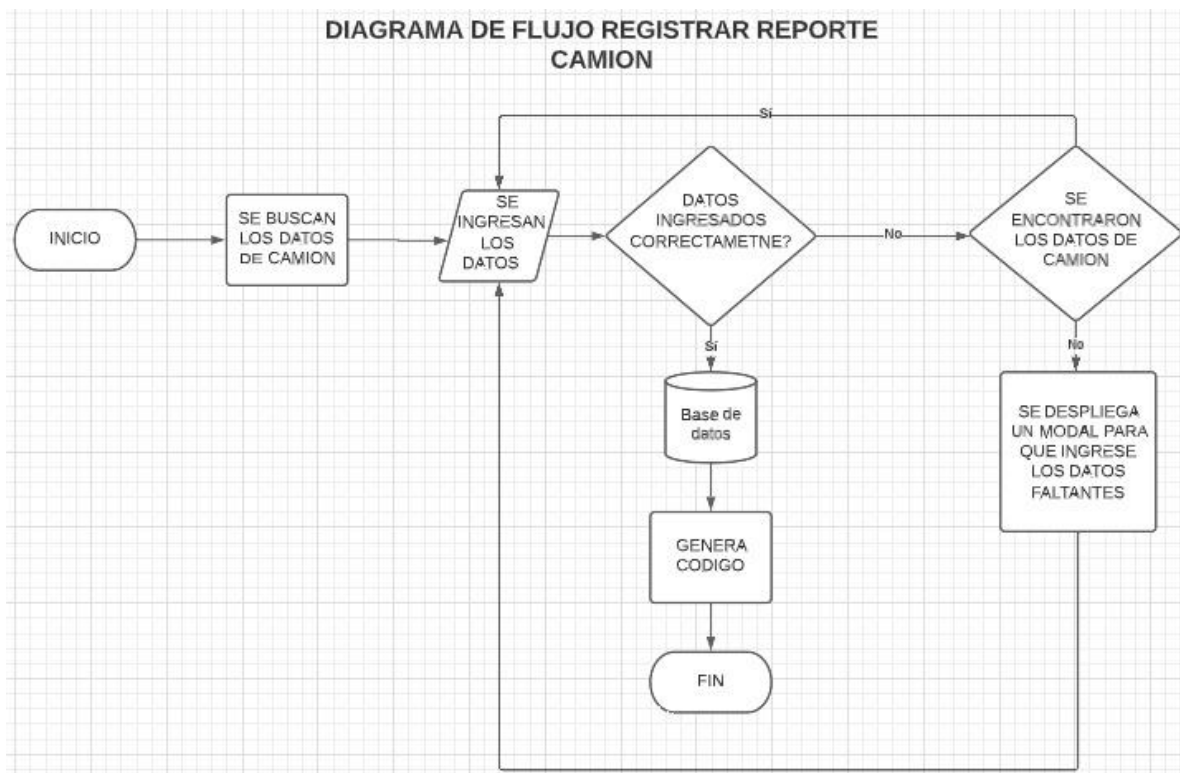 DIAGRAMA DE FLUJO REGISTRAR REPORTE
CAMION
Sí
INICIO
SE BUSCAN
LOS DATOS
DE CAMION
SE
INGRESAN
LOS
DATOS
DATOS
INGRESADOS
CORRECTAMETNE?
No
SE
ENCONTRARON
LOS DATOS DE
CAMION
Sí
No
Base de
datos
SE DESPLIEGA
UN MODAL PARA
QUE INGRESE
LOS DATOS
FALTANTES
GENERA
CODIGO
FIN